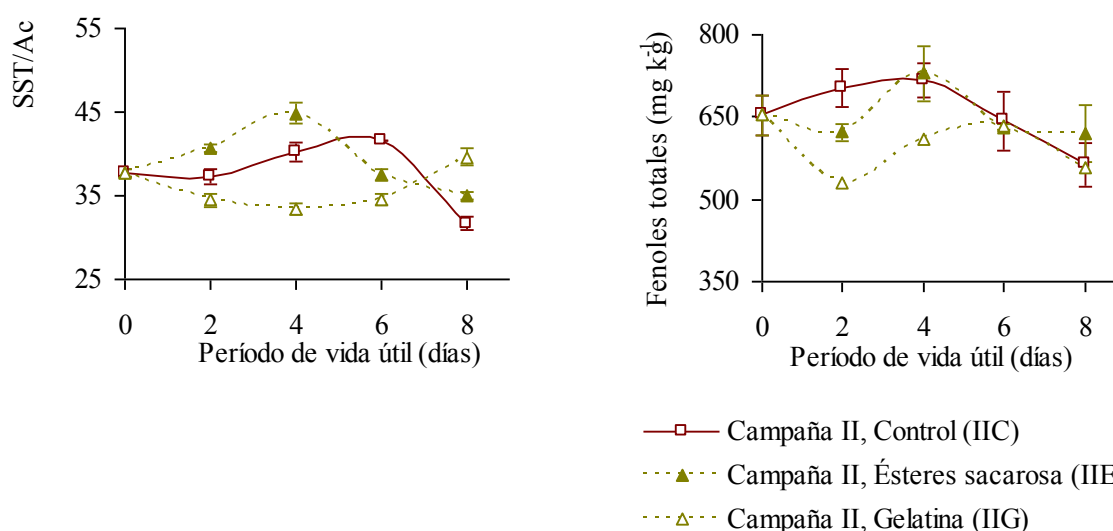 SST/Ac
55
45
35
25
0 2 4 6 8
Período de vida útil (días)
Fenoles totales (mg kg-1)
800
650
500
350
0 2 4 6 8
Período de vida útil (días)
Campaña II, Control (IIC)
Campaña II, Ésteres sacarosa (IIE
Campaña II, Gelatina (IIG)